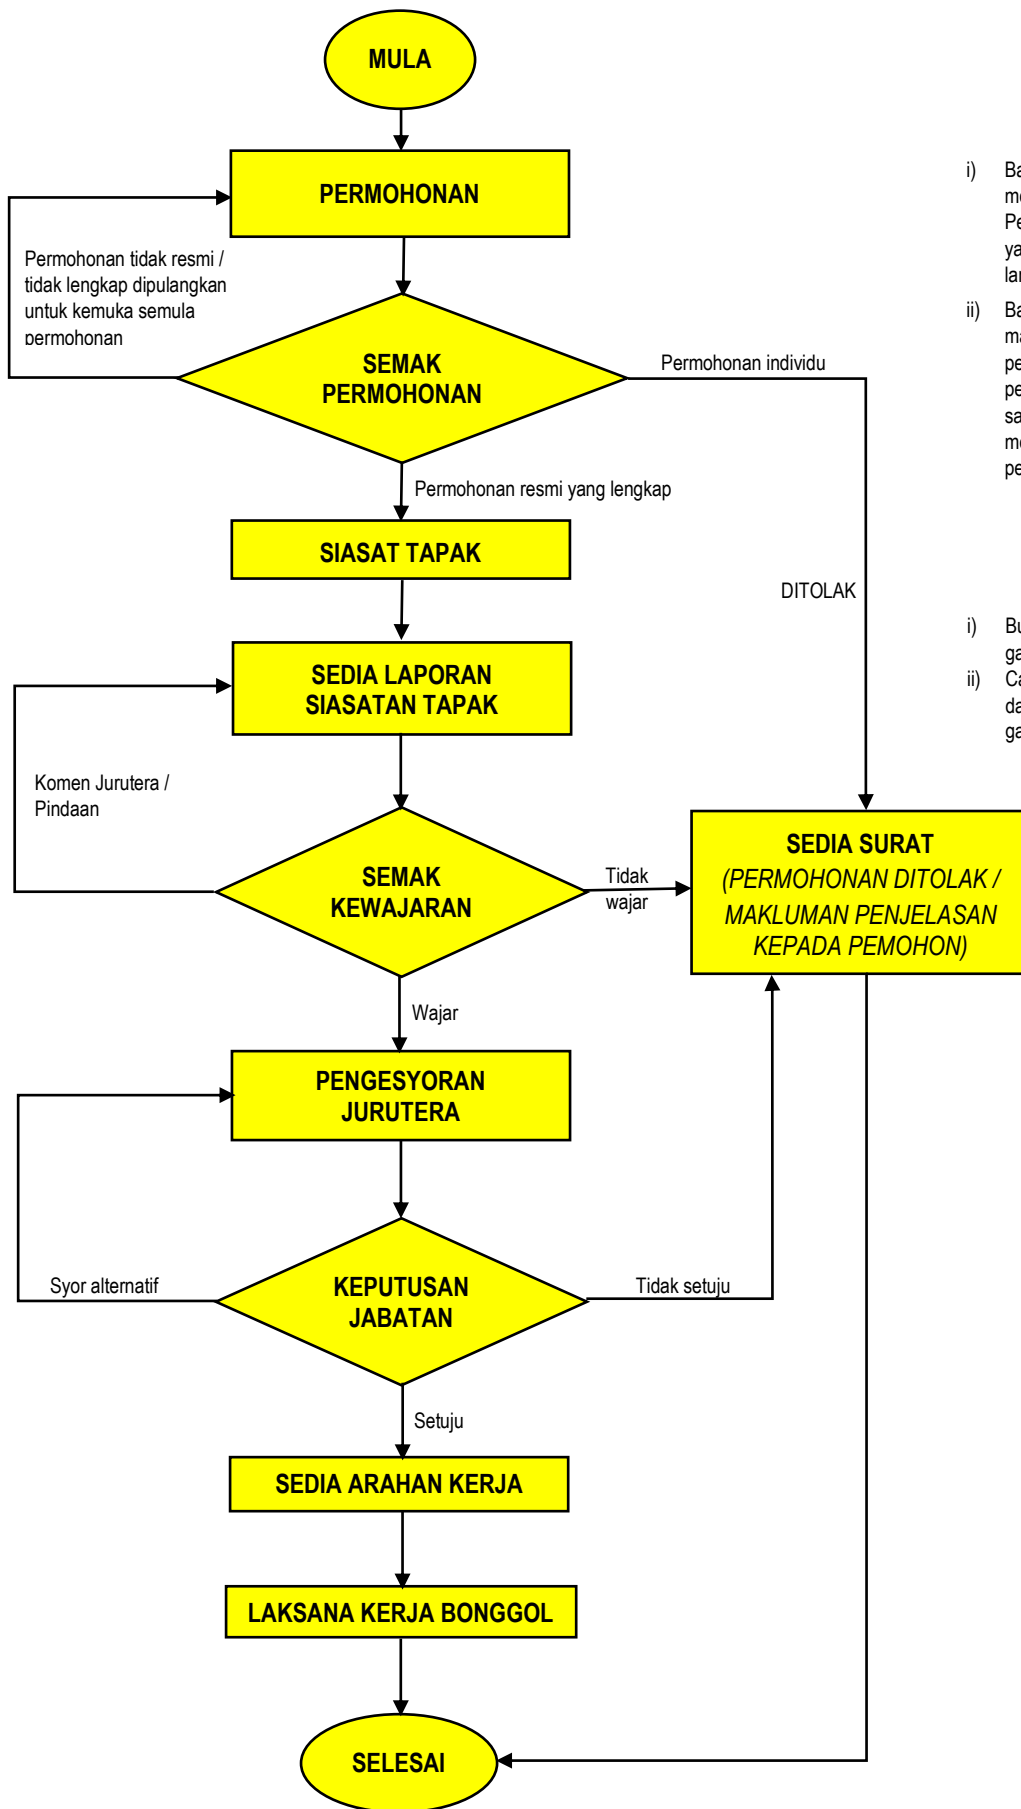 MULA
PERMOHONAN
Permohonan tidak resmi /
tidak lengkap dipulangkan
untuk kemuka semula
permohonan
SEMAK
PERMOHONAN
Permohonan individu
Permohonan resmi yang lengkap
SIASAT TAPAK
DITOLAK
SEDIA LAPORAN
SIASATAN TAPAK
Komen Jurutera /
Pindaan
SEMAK
KEWAJARAN
Tidak
wajar
SEDIA SURAT
(PERMOHONAN DITOLAK /
MAKLUMAN PENJELASAN
KEPADA PEMOHON)
Wajar
PENGESYORAN
JURUTERA
Syor alternatif
KEPUTUSAN
JABATAN
Tidak setuju
Setuju
SEDIA ARAHAN KERJA
LAKSANA KERJA BONGGOL
SELESAI
i)
ii)
i)
ii)